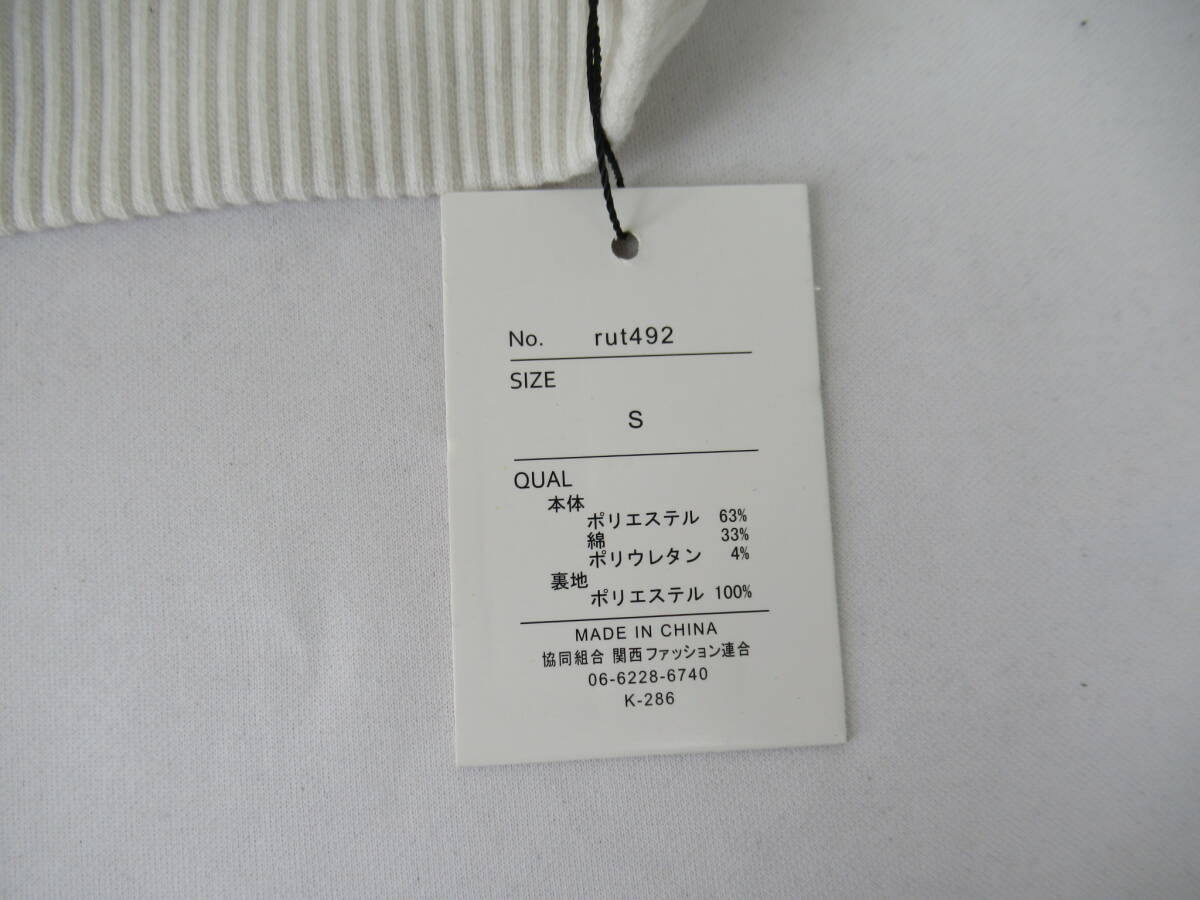 No. rut492
SIZE
S
QUAL
本体
ポリエステル 63%
綿 33%
ポリウレタン 4%
裏地
ポリエステル 100%
MADE IN CHINA
協同組合 関西ファッション連合
06-6228-6740
K-286